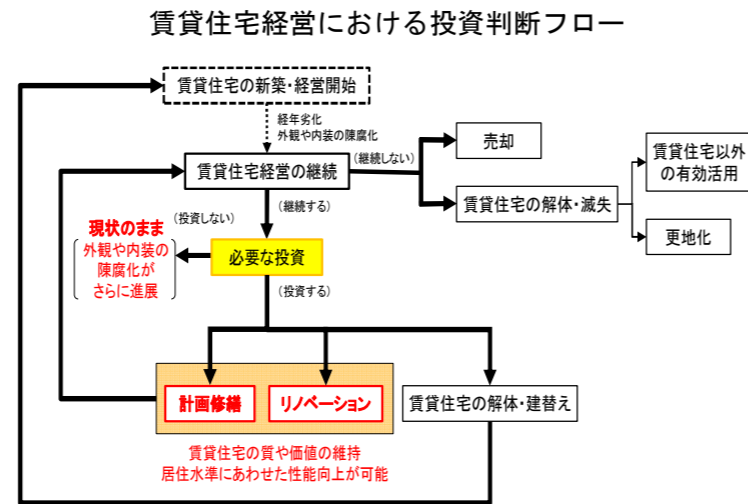 賃貸住宅経営における投資判断フロー
賃貸住宅の新築・経営開始
経年劣化
外観や内装の陳腐化
賃貸住宅経営の継続
(継続しない)
売却
賃貸住宅の解体・滅失
賃貸住宅以外
の有効活用
更地化
(継続する)
現状のまま
(投資しない)
外観や内装の
陳腐化が
さらに進展
必要な投資
(投資する)
計画修繕
リノベーション
賃貸住宅の解体・建替え
賃貸住宅の質や価値の維持
居住水準にあわせた性能向上が可能